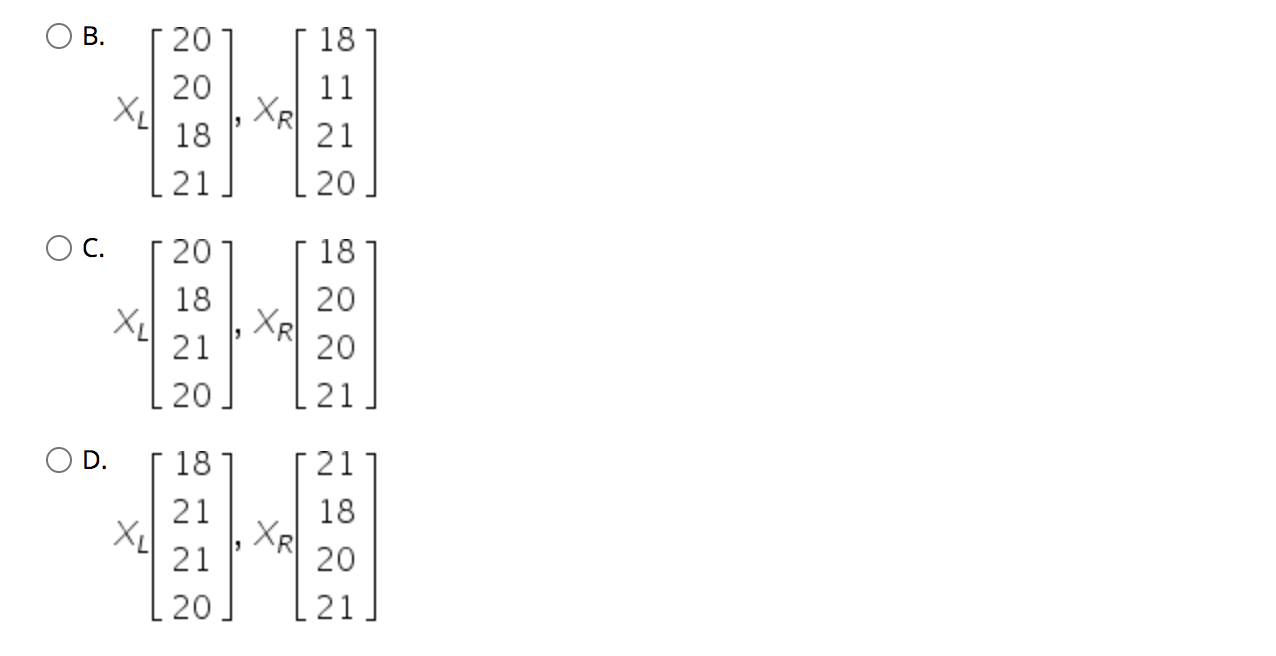 B.
X_L [ 20 20 18 21 ], X_R [ 18 11 21 20 ]
C.
X_L [ 20 18 21 20 ], X_R [ 18 20 20 21 ]
D.
X_L [ 18 21 21 20 ], X_R [ 21 18 20 21 ]